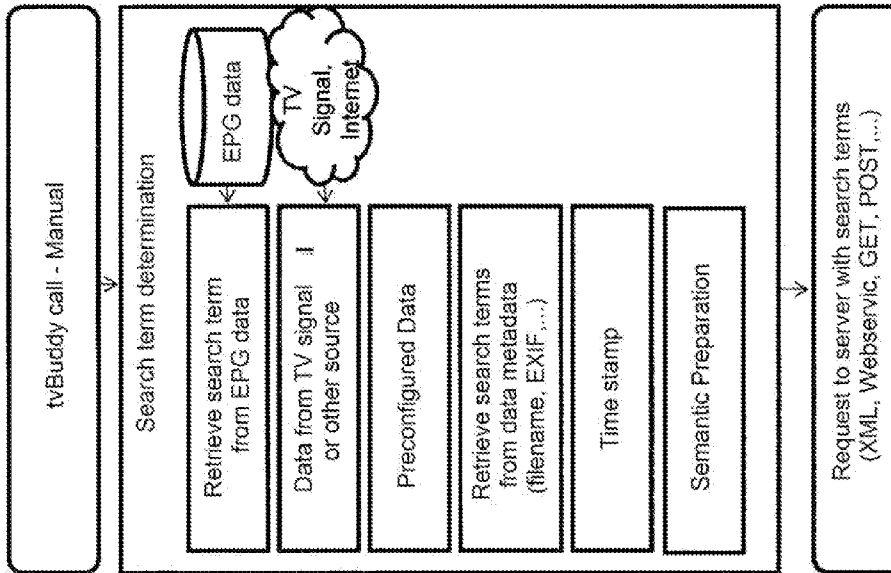 tvBuddy call - Manual
Search term determination
Retrieve search term
from EPG data
EPG data
Data from TV signal
or other source
TV
Signal,
Internet
Preconfigured Data
Retrieve search terms
from data metadata
(filename, EXIF,...)
Time stamp
Semantic Preparation
Request to server with search terms
(XML, Webservic, GET, POST,...)